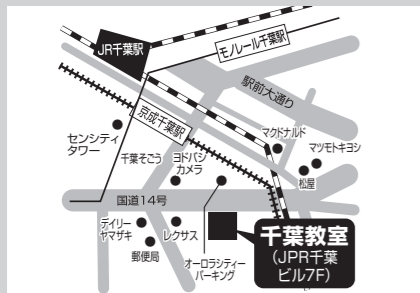 JR千葉駅
モノレール千葉駅
駅前大通り
京成千葉駅
マクドナルド
マツモトキヨシ
センシティ
タワー
千葉そごう
ヨドバシ
カメラ
松屋
国道14号
デイリー
ヤマザキ
レクサス
郵便局
オーロラシティー
パーキング
千葉教室
(JPR千葉
ビル7F)